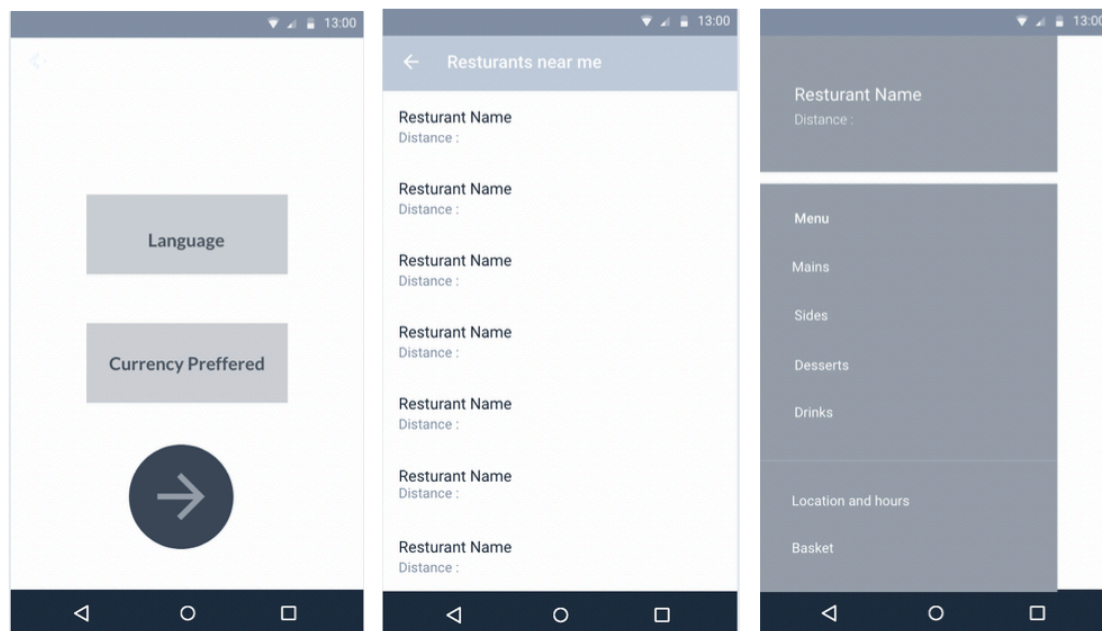 13:00
Language
Currency Preffered
13:00
Resturants near me
Resturant Name
Distance :
Resturant Name
Distance :
Resturant Name
Distance :
Resturant Name
Distance :
Resturant Name
Distance :
Resturant Name
Distance :
Resturant Name
Distance :
13:00
Resturant Name
Distance :
Menu
Mains
Sides
Desserts
Drinks
Location and hours
Basket